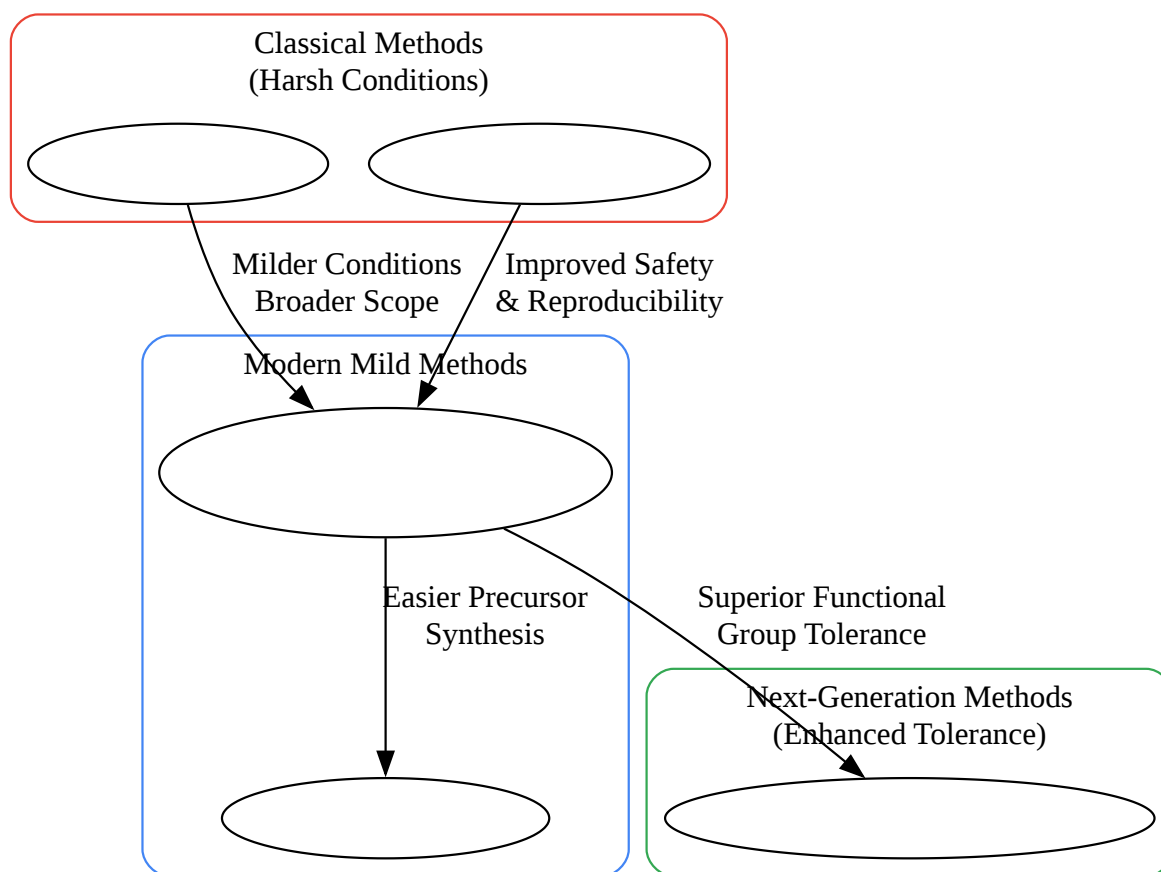 Classical Methods
(Harsh Conditions)
Milder Conditions
Broader Scope
Improved Safety
& Reproducibility
Modern Mild Methods
Easier Precursor
Synthesis
Superior Functional
Group Tolerance
Next-Generation Methods
(Enhanced Tolerance)